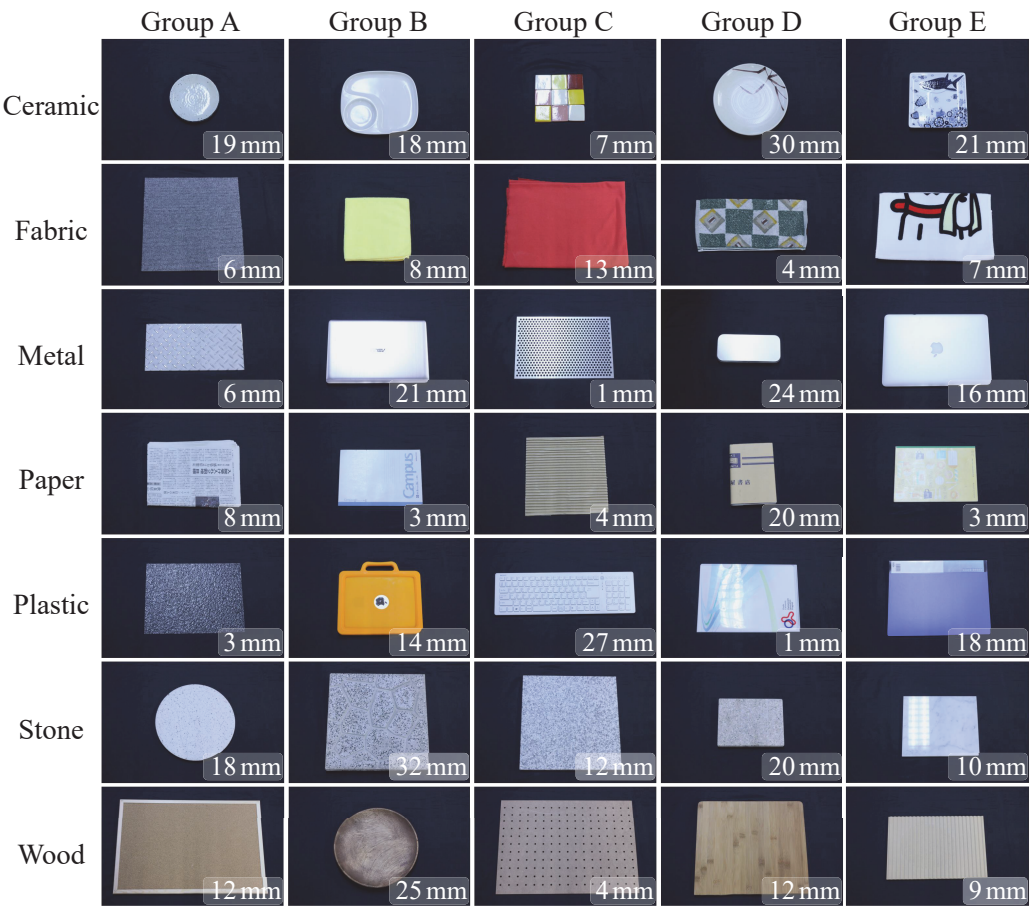 Group A Group B Group C Group D Group E
Ceramic 19 mm 18 mm 7 mm 30 mm 21 mm
Fabric 6 mm 8 mm 13 mm 4 mm 7 mm
Metal 6 mm 21 mm 1 mm 24 mm 16 mm
Paper 8 mm Campus 3 mm 4 mm 20 mm 3 mm
Plastic 3 mm 14 mm 27 mm 1 mm 18 mm
Stone 18 mm 32 mm 12 mm 20 mm 10 mm
Wood 12 mm 25 mm 4 mm 12 mm 9 mm